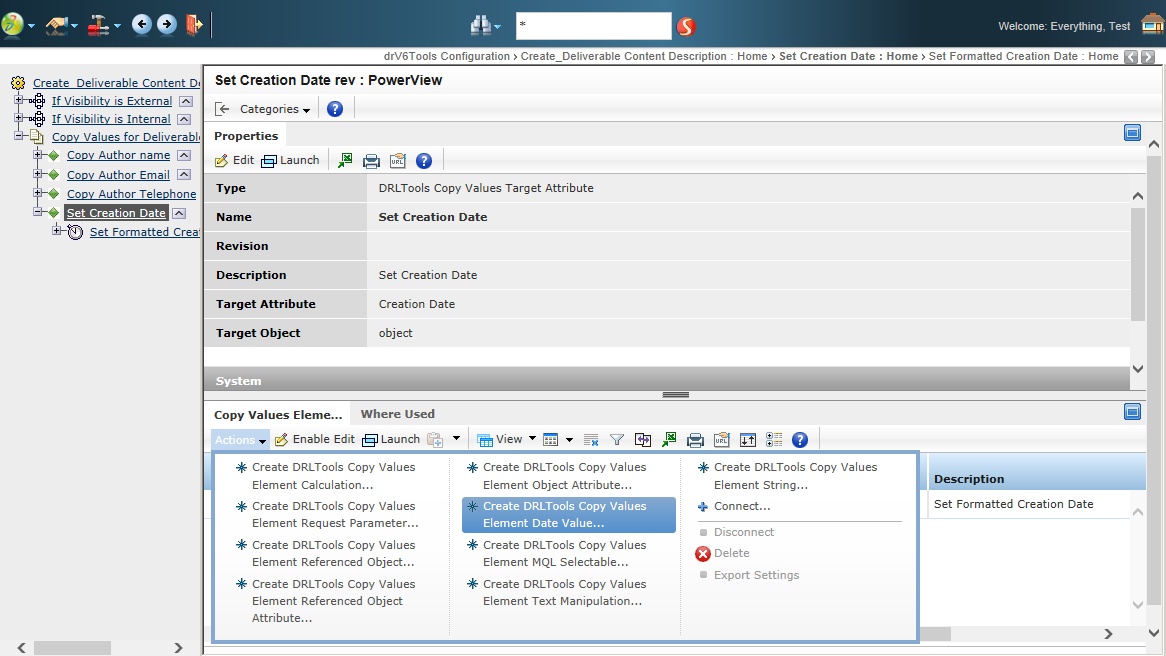 *
Welcome: Everything, Test
drV6Tools Configuration › Create_Deliverable Content Description : Home › Set Creation Date : Home › Set Formatted Creation Date : Home
Create_Deliverable Content De
If Visibility is External
If Visibility is Internal
Copy Values for Deliverabl
Copy Author name
Copy Author Email
Copy Author Telephone
Set Creation Date
Set Formatted Crea
Set Creation Date rev : PowerView
Categories
Properties
Edit Launch URL
Type DRLTools Copy Values Target Attribute
Name Set Creation Date
Revision
Description Set Creation Date
Target Attribute Creation Date
Target Object object
System
Copy Values Eleme... Where Used
Actions Enable Edit Launch View URL
Create DRLTools Copy Values
Element Calculation...
Create DRLTools Copy Values
Element Request Parameter...
Create DRLTools Copy Values
Element Referenced Object...
Create DRLTools Copy Values
Element Referenced Object
Attribute...
Create DRLTools Copy Values
Element Object Attribute...
Create DRLTools Copy Values
Element Date Value...
Create DRLTools Copy Values
Element MQL Selectable...
Create DRLTools Copy Values
Element Text Manipulation...
Create DRLTools Copy Values
Element String...
Connect...
Disconnect
Delete
Export Settings
Description
Set Formatted Creation Date